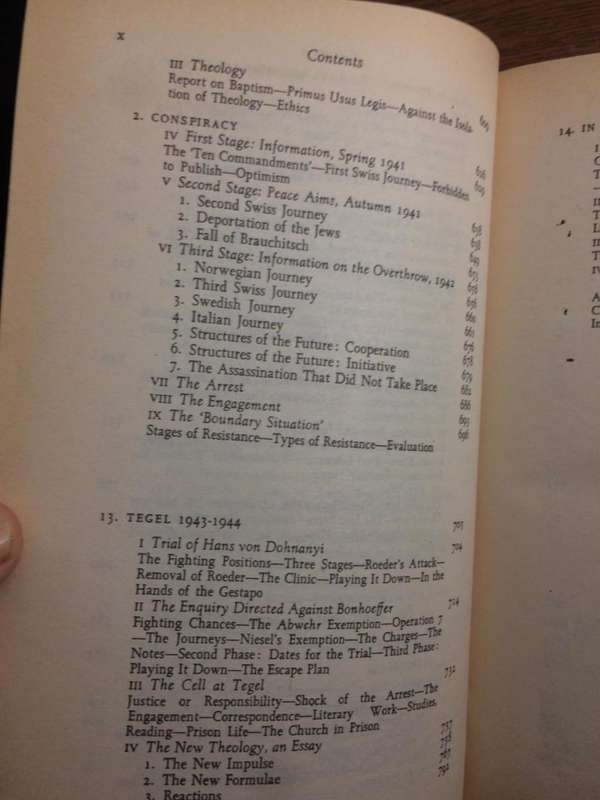 x
Contents
III Theology
Report on Baptism—Primus Usus Legis—Against the Isola-
tion of Theology—Ethics
2. CONSPIRACY
IV First Stage: Information, Spring 1941
The 'Ten Commandments'—First Swiss Journey—Forbidden
to Publish—Optimism
V Second Stage: Peace Aims, Autumn 1941
1. Second Swiss Journey
2. Deportation of the Jews
3. Fall of Brauchitsch
VI Third Stage: Information on the Overthrow, 1942
1. Norwegian Journey
2. Third Swiss Journey
3. Swedish Journey
4. Italian Journey
5. Structures of the Future: Cooperation
6. Structures of the Future: Initiative
7. The Assassination That Did Not Take Place
VII The Arrest
VIII The Engagement
IX The 'Boundary Situation'
Stages of Resistance—Types of Resistance—Evaluation
696
13. TEGEL 1943-1944 703
I Trial of Hans von Dohnanyi 704
The Fighting Positions—Three Stages—Roeder's Attack—
Removal of Roeder—The Clinic—Playing It Down—In the
Hands of the Gestapo
II The Enquiry Directed Against Bonhoeffer 714
Fighting Chances—The Abwehr Exemption—Operation 7
—The Journeys—Niesel's Exemption—The Charges—The
Notes—Second Phase: Dates for the Trial—Third Phase:
Playing It Down—The Escape Plan
III The Cell at Tegel 732
Justice or Responsibility—Shock of the Arrest—The
Engagement—Correspondence—Literary Work—Studies,
Reading—Prison Life—The Church in Prison
IV The New Theology, an Essay 757
1. The New Impulse
2. The New Formulae
3. Reactions
14. IN